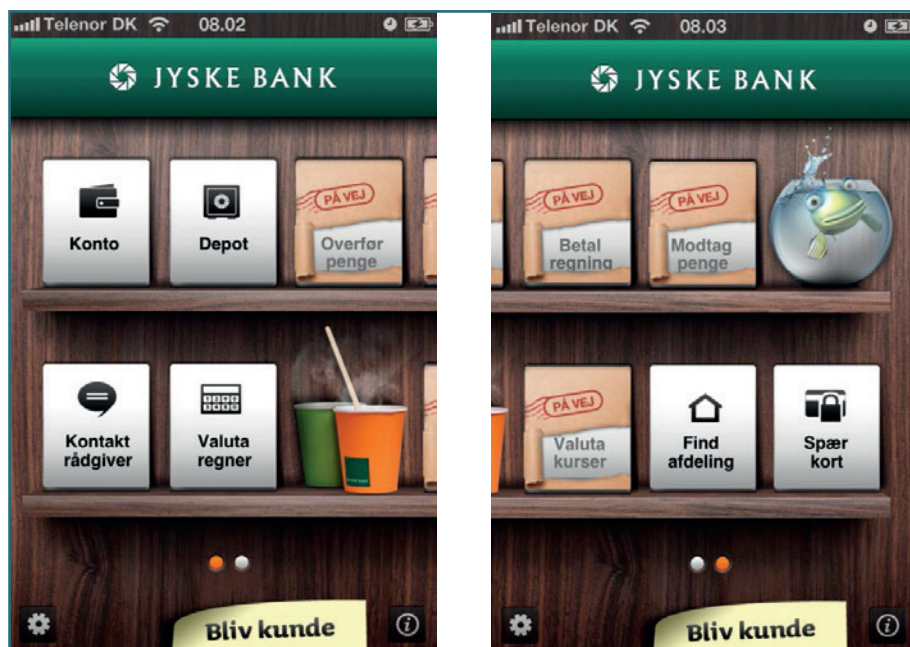 Telenor DK 08.02
JYSKE BANK
Konto
Depot
PÅ VEJ
Overfør
penge
Kontakt
rådgiver
Valuta
regner
JYSKE BANK
Bliv kunde
Telenor DK 08.03
JYSKE BANK
PÅ VEJ
Betal
regning
PÅ VEJ
Modtag
penge
PÅ VEJ
Valuta
kurser
Find
afdeling
Spær
kort
Bliv kunde